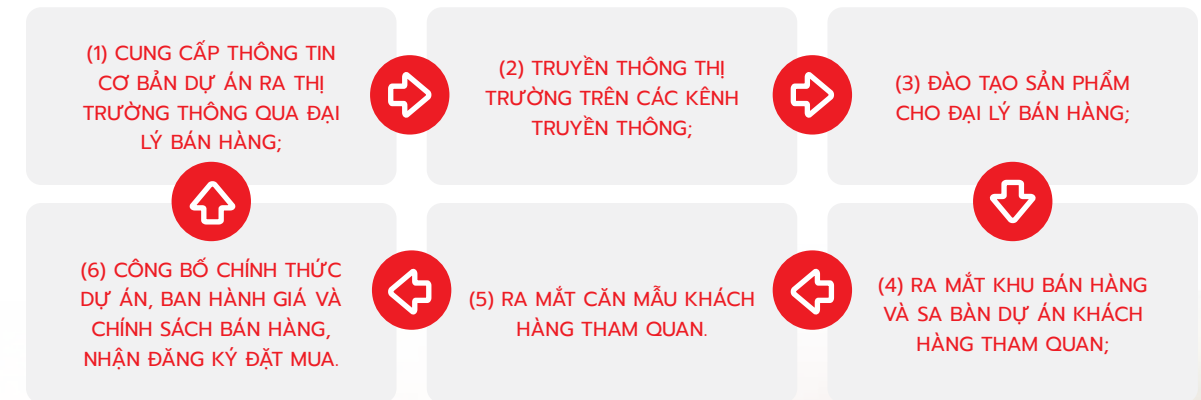 (1) CUNG CẤP THÔNG TIN
CƠ BẢN DỰ ÁN RA THỊ
TRƯỜNG THÔNG QUA ĐẠI
LÝ BÁN HÀNG;
(2) TRUYỀN THÔNG THỊ
TRƯỜNG TRÊN CÁC KÊNH
TRUYỀN THÔNG;
(3) ĐÀO TẠO SẢN PHẨM
CHO ĐẠI LÝ BÁN HÀNG;
(4) RA MẮT KHU BÁN HÀNG
VÀ SA BÀN DỰ ÁN KHÁCH
HÀNG THAM QUAN;
(5) RA MẮT CĂN MẪU KHÁCH
HÀNG THAM QUAN.
(6) CÔNG BỐ CHÍNH THỨC
DỰ ÁN, BAN HÀNH GIÁ VÀ
CHÍNH SÁCH BÁN HÀNG,
NHẬN ĐĂNG KÝ ĐẶT MUA.